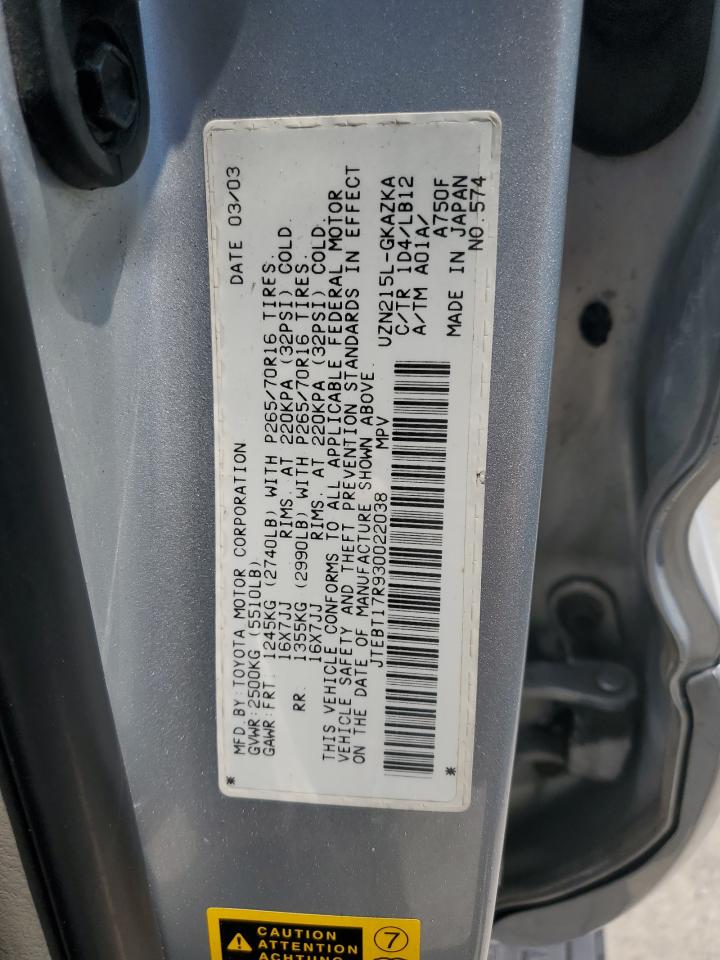 MFD.BY:TOYOTA MOTOR CORPORATION DATE 03/03
GVWR:2500KG (5510LB)
GAWR:FRT. 1245KG (2740LB) WITH P265/70R16 TIRES.
16X7JJ RIMS. AT 220KPA (32PSI) COLD.
RR. 1355KG (2990LB) WITH P265/70R16 TIRES.
16X7JJ RIMS. AT 220KPA (32PSI) COLD.
THIS VEHICLE CONFORMS TO ALL APPLICABLE FEDERAL MOTOR
VEHICLE SAFETY AND THEFT PREVENTION STANDARDS IN EFFECT
ON THE DATE OF MANUFACTURE SHOWN ABOVE.
JTEBT17R930022038 MPV
UZN215L-GKAZKA
C/TR 1D4/LB12
A/TM A01A/
A750F
MADE IN JAPAN
NO.574
* *
CAUTION
ATTENTION
ACHTUNG
7